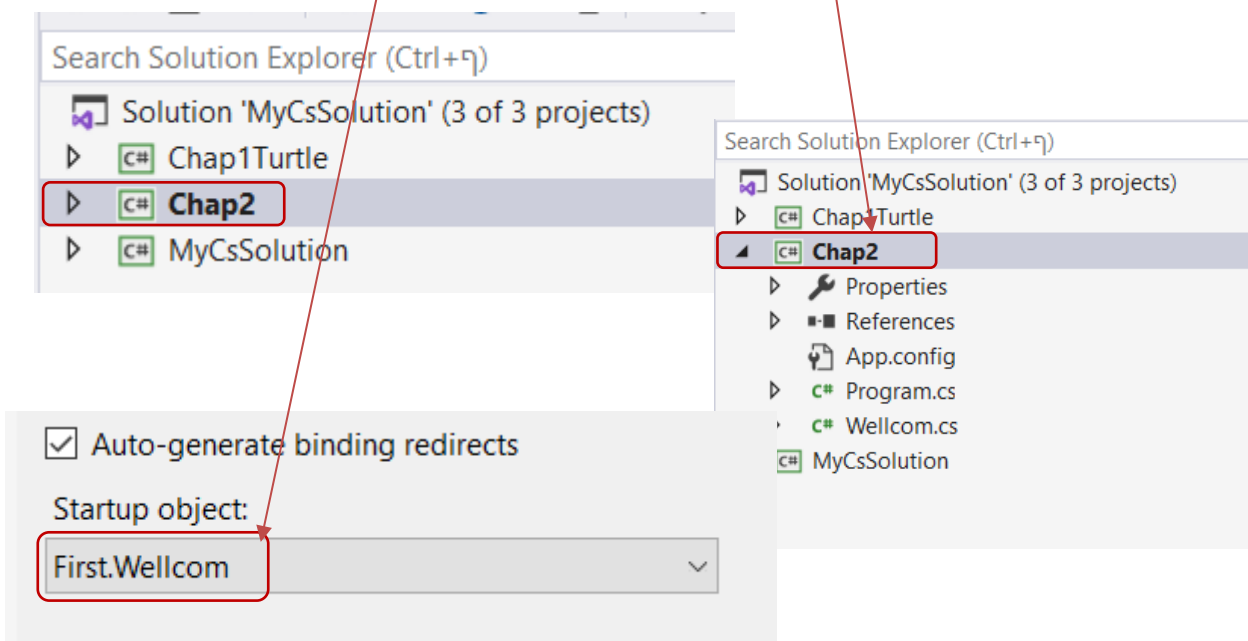 Search Solution Explorer (Ctrl+ף)
Solution 'MyCsSolution' (3 of 3 projects)
C# Chap1Turtle
C# Chap2
C# MyCsSolution
Search Solution Explorer (Ctrl+ף)
Solution 'MyCsSolution' (3 of 3 projects)
C# Chap1Turtle
C# Chap2
Properties
References
App.config
C# Program.cs
C# Wellcom.cs
C# MyCsSolution
Auto-generate binding redirects
Startup object:
First.Wellcom